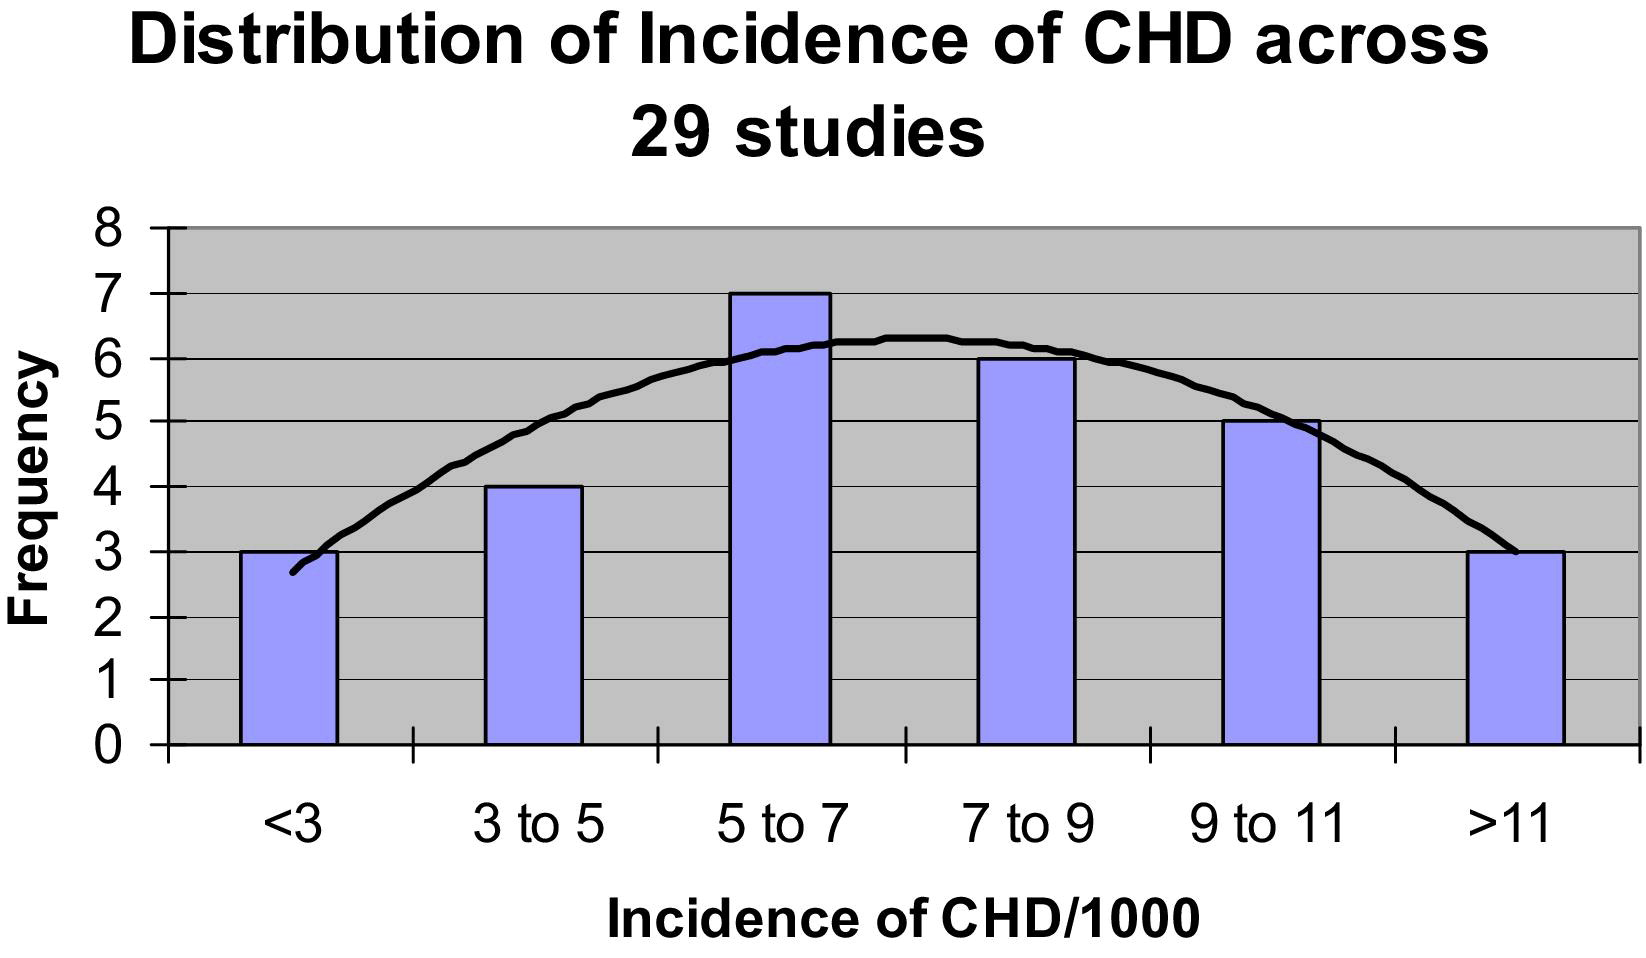 Distribution of Incidence of CHD across
29 studies
8
7
6
5
4
3
2
1
0
Frequency
<3
3 to 5
5 to 7
7 to 9
9 to 11
>11
Incidence of CHD/1000